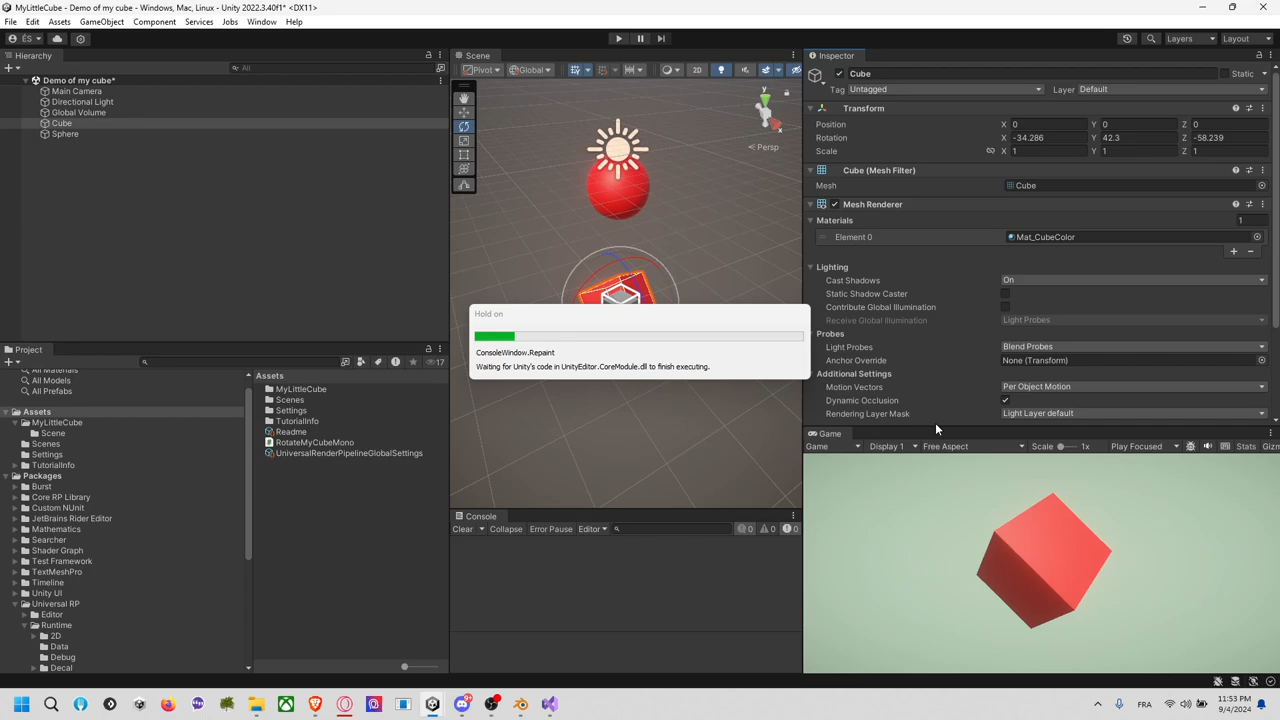 MyLittleCube - Demo of my cube - Windows, Mac, Linux - Unity 2022.3.40f1* <DX11>
File Edit Assets GameObject Component Services Jobs Window Help
ÉS Layers Layout
Hierarchy
All
Demo of my cube*
Main Camera
Directional Light
Global Volume
Cube
Sphere
Scene
Pivot Global 2D
y
x
Persp
Hold on
ConsoleWindow.Repaint
Waiting for Unity's code in UnityEditor.CoreModule.dll to finish executing.
Inspector
Cube Static
Tag Untagged Layer Default
Transform
Position X 0 Y 0 Z 0
Rotation X -34.286 Y 42.3 Z -58.239
Scale X 1 Y 1 Z 1
Cube (Mesh Filter)
Mesh Cube
Mesh Renderer
Materials 1
Element 0 Mat_CubeColor
Lighting
Cast Shadows On
Static Shadow Caster
Contribute Global Illumination
Receive Global Illumination Light Probes
Probes
Light Probes Blend Probes
Anchor Override None (Transform)
Additional Settings
Motion Vectors Per Object Motion
Dynamic Occlusion
Rendering Layer Mask Light Layer default
Project
17
All Materials
All Models
All Prefabs
Assets
MyLittleCube
Scene
Scenes
Settings
TutorialInfo
Packages
Burst
Core RP Library
Custom NUnit
JetBrains Rider Editor
Mathematics
Searcher
Shader Graph
Test Framework
TextMeshPro
Timeline
Unity UI
Universal RP
Editor
Runtime
2D
Data
Debug
Decal
Assets
MyLittleCube
Scenes
Settings
TutorialInfo
Readme
RotateMyCubeMono
UniversalRenderPipelineGlobalSettings
Console
Clear Collapse Error Pause Editor 0 0 0
Game
Game Display 1 Free Aspect Scale 1x Play Focused Stats Gizm
FRA 11:53 PM
9/4/2024